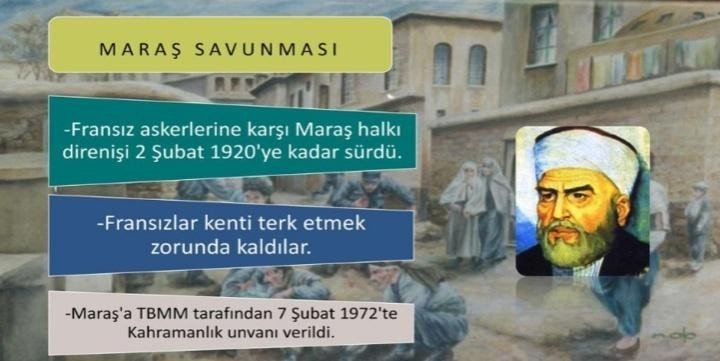 MARAŞ SAVUNMASI
-Fransız askerlerine karşı Maraş halkı
direnişi 2 Şubat 1920'ye kadar sürdü.
-Fransızlar kenti terk etmek
zorunda kaldılar.
-Maraş'a TBMM tarafından 7 Şubat 1972'te
Kahramanlık unvanı verildi.